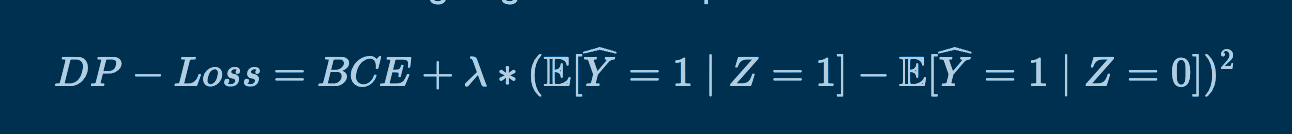 DP − Loss = BCE + λ ∗ (𝔼[Ŷ = 1 | Z = 1] − 𝔼[Ŷ = 1 | Z = 0])²